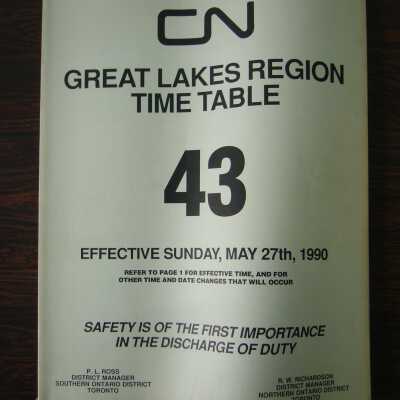 CN
GREAT LAKES REGION
TIME TABLE
43
EFFECTIVE SUNDAY, MAY 27th, 1990
REFER TO PAGE 1 FOR EFFECTIVE TIME, AND FOR
OTHER TIME AND DATE CHANGES THAT WILL OCCUR
SAFETY IS OF THE FIRST IMPORTANCE
IN THE DISCHARGE OF DUTY
P. L. ROSS
DISTRICT MANAGER
SOUTHERN ONTARIO DISTRICT
TORONTO
R. W. RICHARDSON
DISTRICT MANAGER
NORTHERN ONTARIO DISTRICT
TORONTO